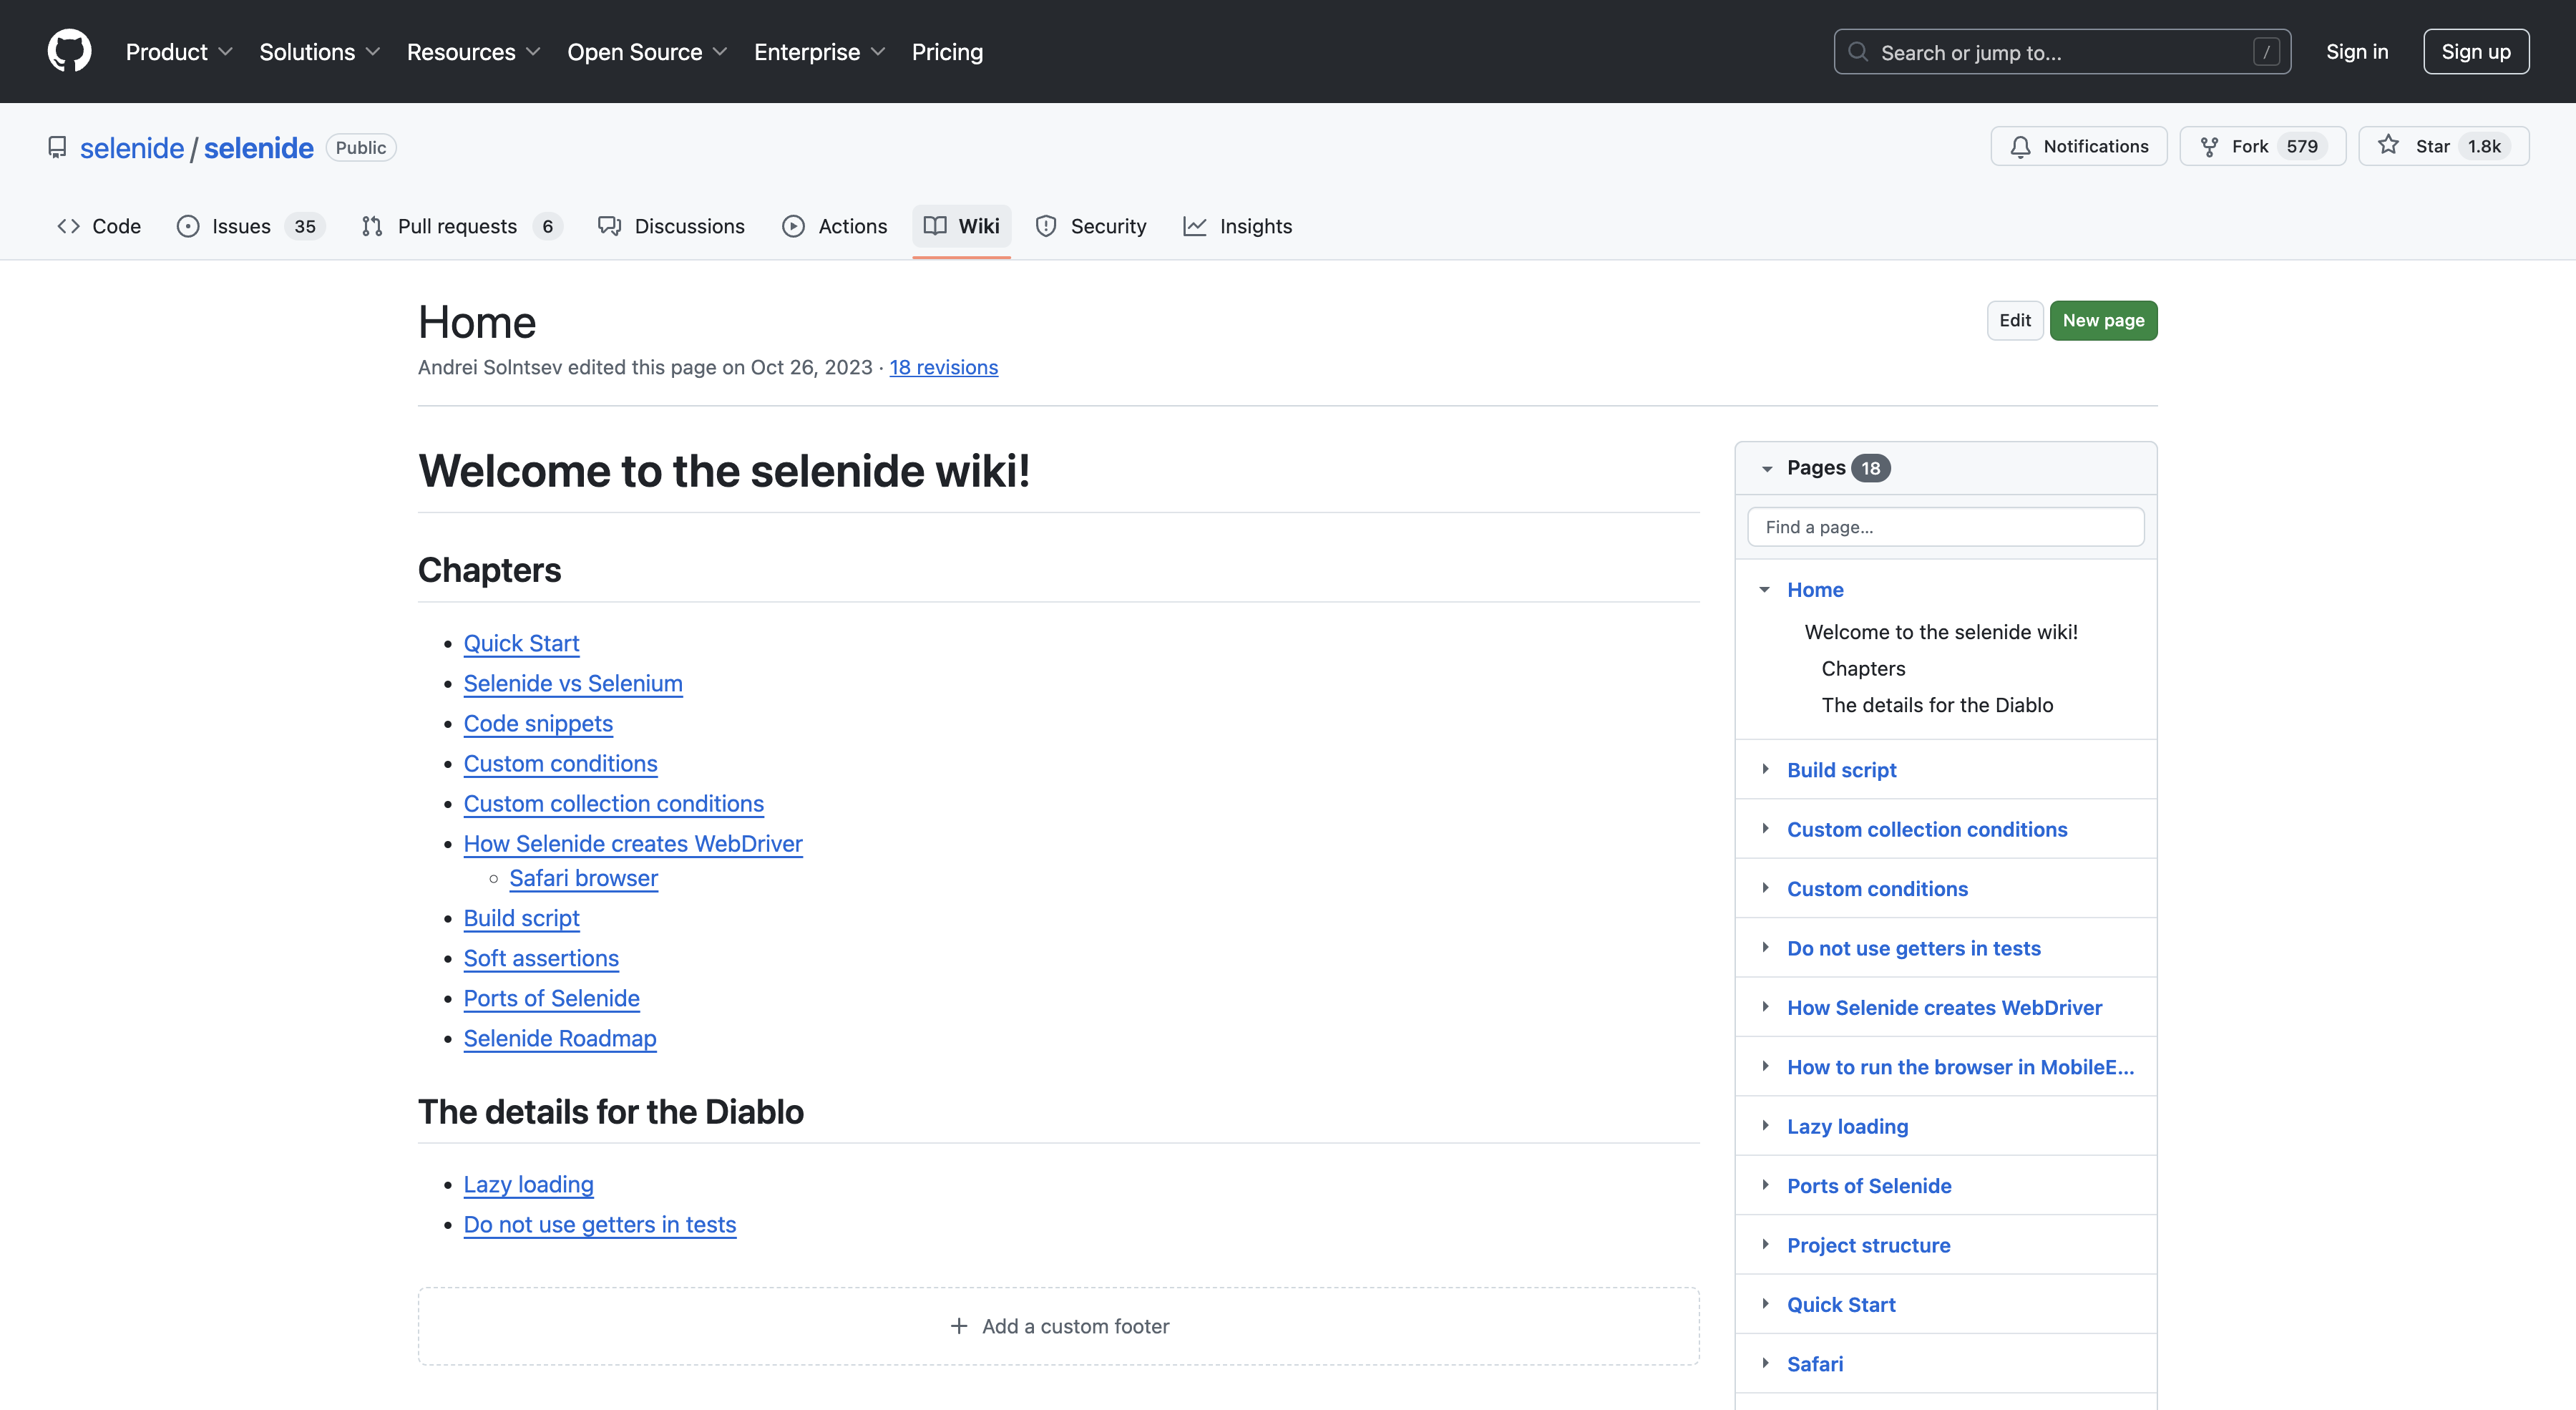 Product Solutions Resources Open Source Enterprise Pricing Search or jump to... / Sign in Sign up
selenide / selenide Public Notifications Fork 579 Star 1.8k
Code Issues 35 Pull requests 6 Discussions Actions Wiki Security Insights
Home
Edit New page
Andrei Solntsev edited this page on Oct 26, 2023 · 18 revisions
Welcome to the selenide wiki!
Chapters
Quick Start
Selenide vs Selenium
Code snippets
Custom conditions
Custom collection conditions
How Selenide creates WebDriver
Safari browser
Build script
Soft assertions
Ports of Selenide
Selenide Roadmap
The details for the Diablo
Lazy loading
Do not use getters in tests
Add a custom footer
Pages 18
Find a page...
Home
Welcome to the selenide wiki!
Chapters
The details for the Diablo
Build script
Custom collection conditions
Custom conditions
Do not use getters in tests
How Selenide creates WebDriver
How to run the browser in MobileE...
Lazy loading
Ports of Selenide
Project structure
Quick Start
Safari